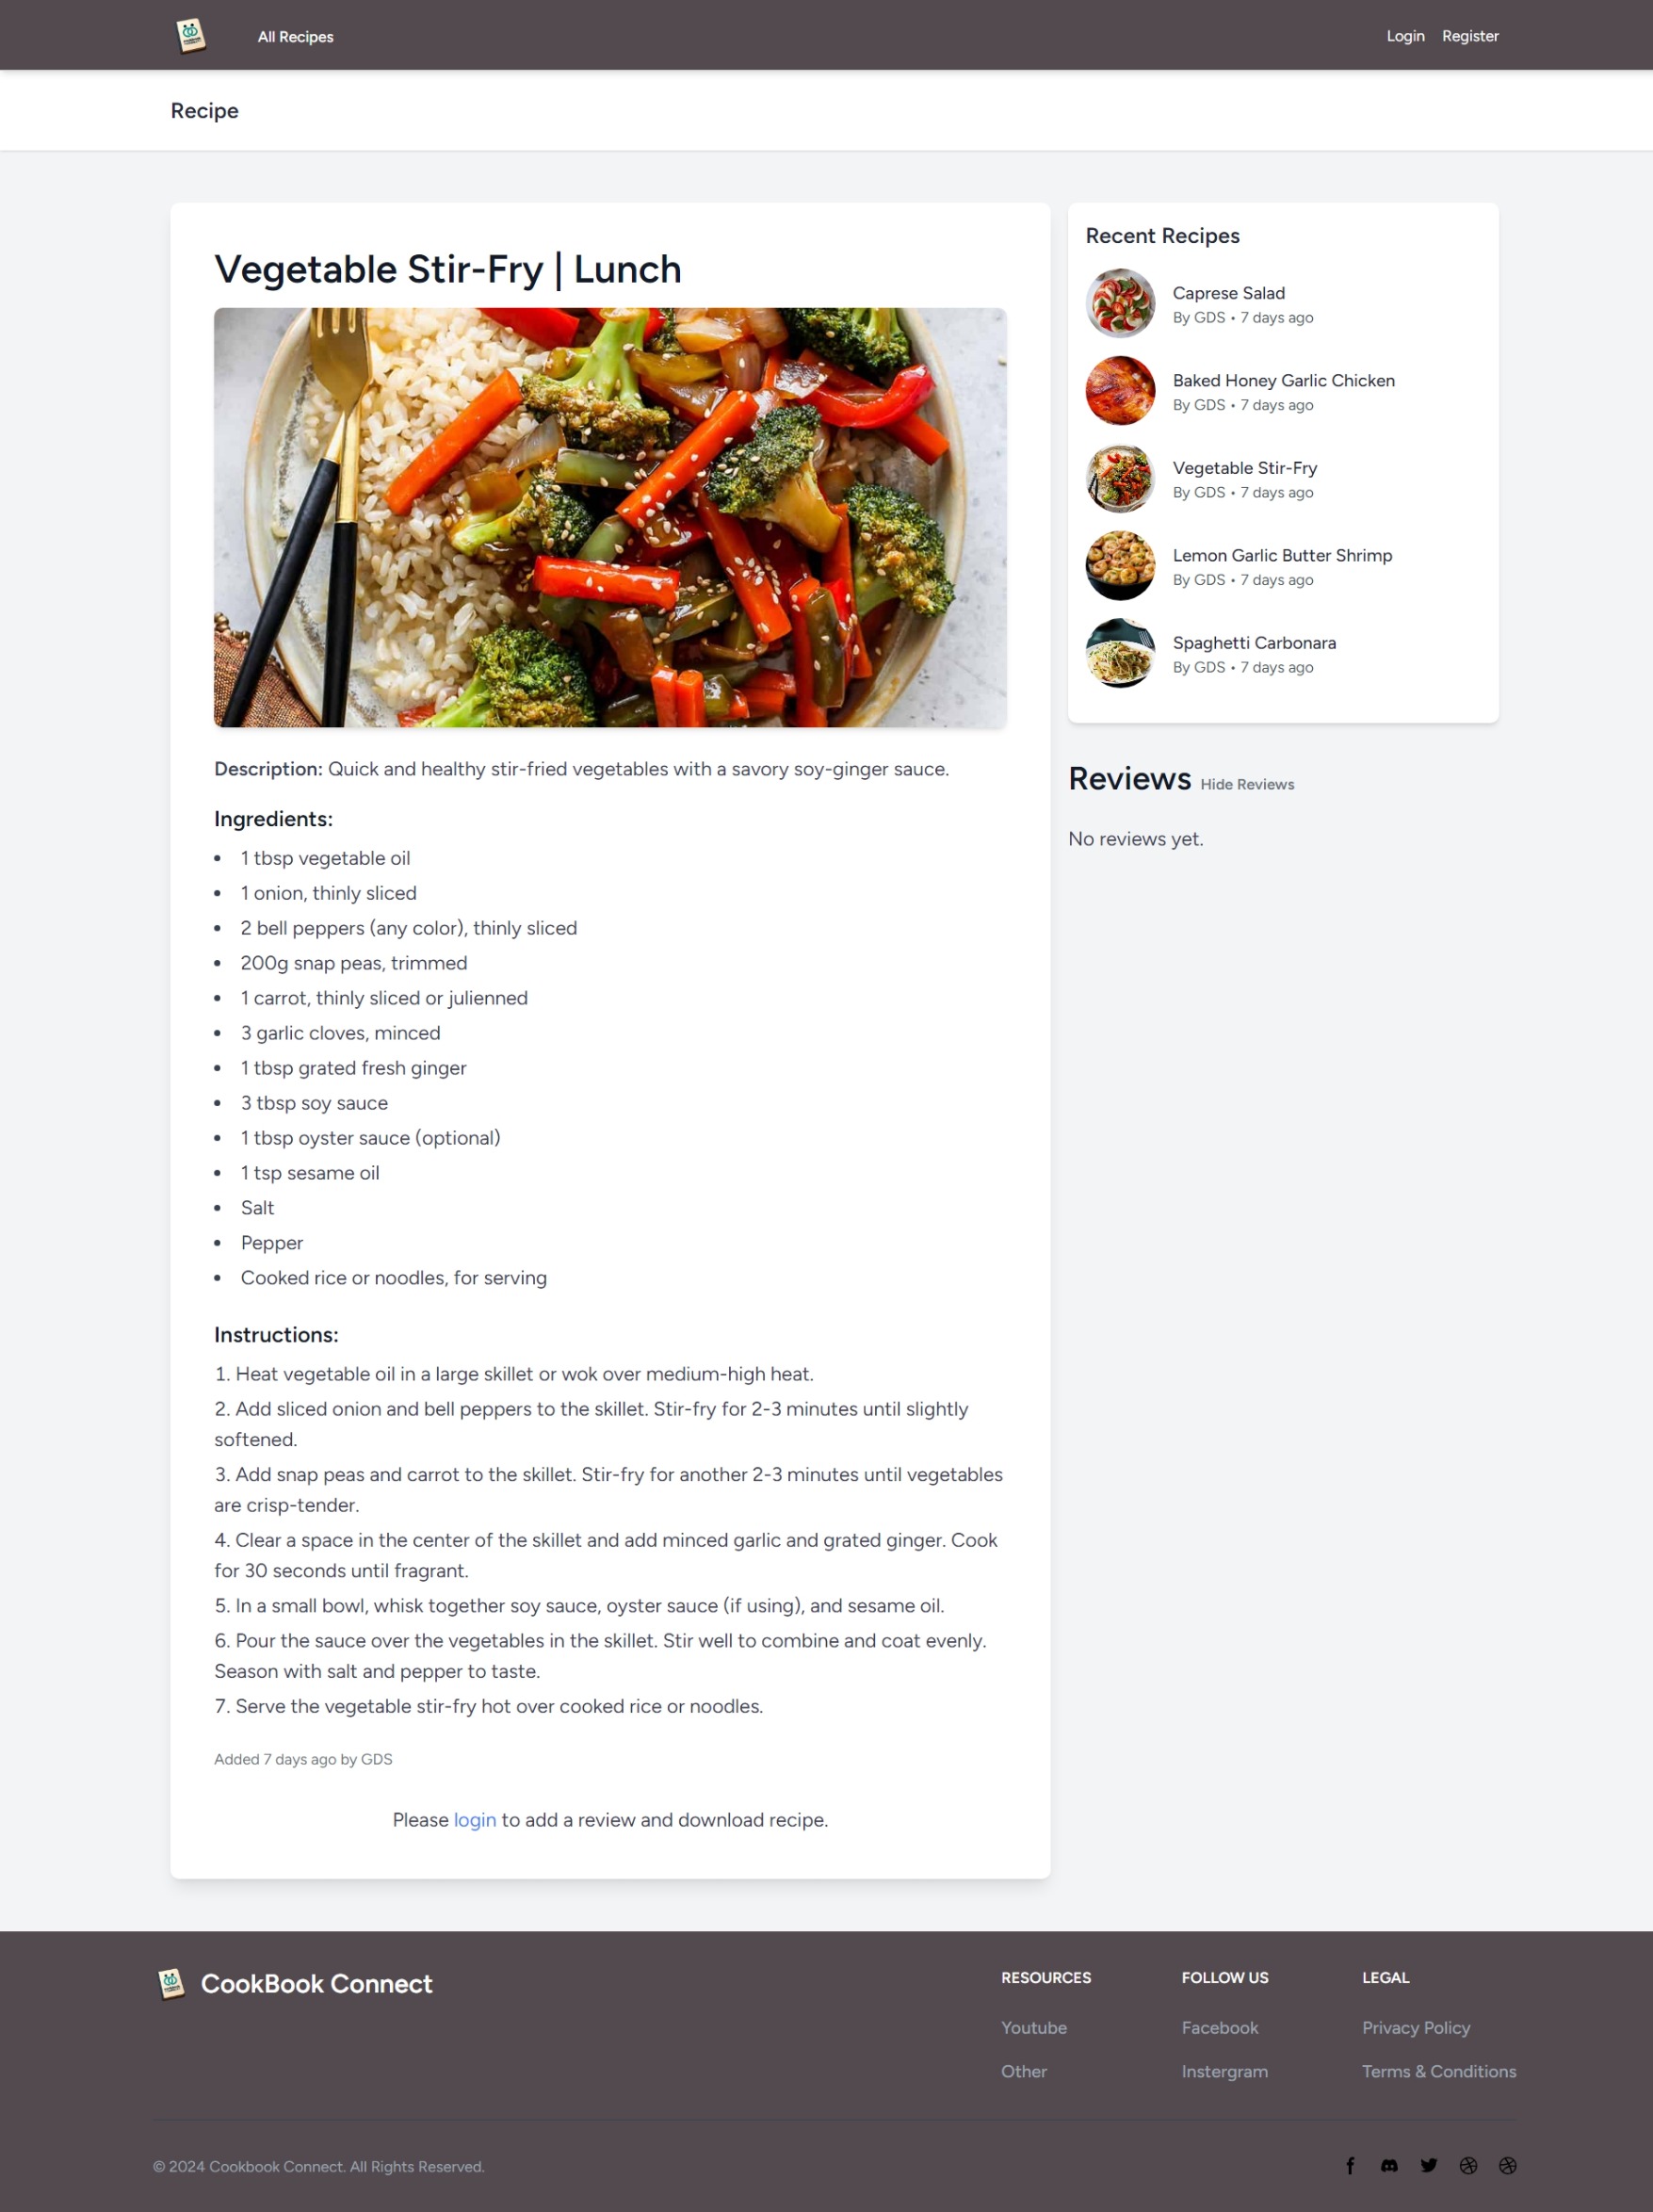 All Recipes
Login
Register
Recipe
Vegetable Stir-Fry | Lunch
Description: Quick and healthy stir-fried vegetables with a savory soy-ginger sauce.
Ingredients:
• 1 tbsp vegetable oil
• 1 onion, thinly sliced
• 2 bell peppers (any color), thinly sliced
• 200g snap peas, trimmed
• 1 carrot, thinly sliced or julienned
• 3 garlic cloves, minced
• 1 tbsp grated fresh ginger
• 3 tbsp soy sauce
• 1 tbsp oyster sauce (optional)
• 1 tsp sesame oil
• Salt
• Pepper
• Cooked rice or noodles, for serving
Instructions:
1. Heat vegetable oil in a large skillet or wok over medium-high heat.
2. Add sliced onion and bell peppers to the skillet. Stir-fry for 2-3 minutes until slightly
softened.
3. Add snap peas and carrot to the skillet. Stir-fry for another 2-3 minutes until vegetables
are crisp-tender.
4. Clear a space in the center of the skillet and add minced garlic and grated ginger. Cook
for 30 seconds until fragrant.
5. In a small bowl, whisk together soy sauce, oyster sauce (if using), and sesame oil.
6. Pour the sauce over the vegetables in the skillet. Stir well to combine and coat evenly.
Season with salt and pepper to taste.
7. Serve the vegetable stir-fry hot over cooked rice or noodles.
Added 7 days ago by GDS
Please login to add a review and download recipe.
Recent Recipes
Caprese Salad
By GDS • 7 days ago
Baked Honey Garlic Chicken
By GDS • 7 days ago
Vegetable Stir-Fry
By GDS • 7 days ago
Lemon Garlic Butter Shrimp
By GDS • 7 days ago
Spaghetti Carbonara
By GDS • 7 days ago
Reviews Hide Reviews
No reviews yet.
CookBook Connect
RESOURCES
Youtube
Other
FOLLOW US
Facebook
Instergram
LEGAL
Privacy Policy
Terms & Conditions
© 2024 Cookbook Connect. All Rights Reserved.